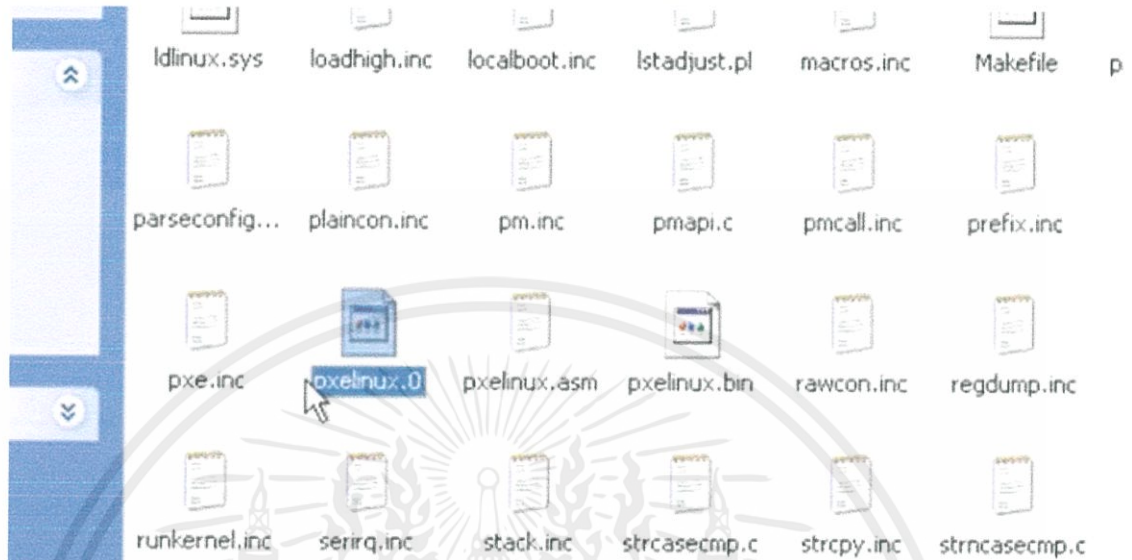 ldlinux.sys loadhigh.inc localboot.inc lstadjust.pl macros.inc Makefile p
parseconfig... plaincon.inc pm.inc pmapi.c pmcall.inc prefix.inc
pxe.inc pxelinux.0 pxelinux.asm pxelinux.bin rawcon.inc regdump.inc
runkernel.inc serirq.inc stack.inc strcasecmp.c strcpy.inc strncasecmp.c